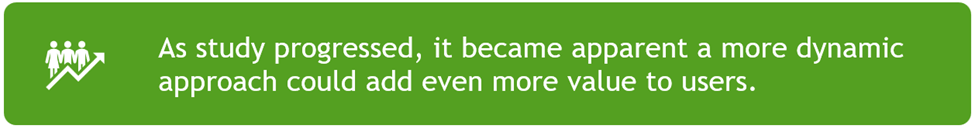 As study progressed, it became apparent a more dynamic
approach could add even more value to users.